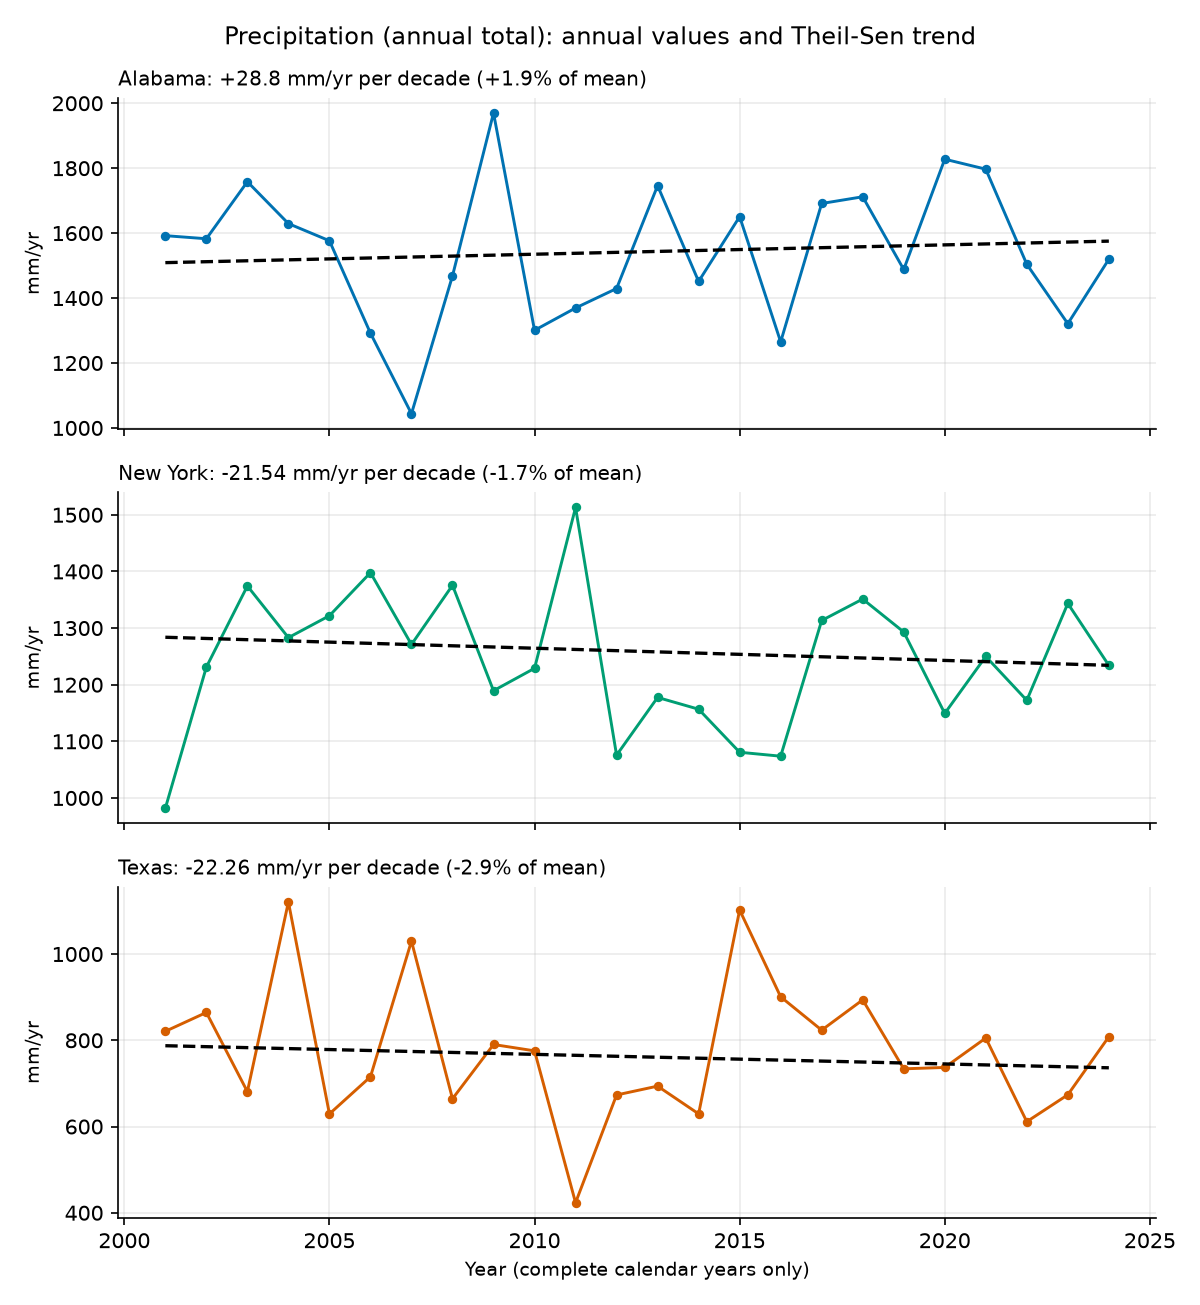 Precipitation (annual total): annual values and Theil-Sen trend
Alabama: +28.8 mm/yr per decade (+1.9% of mean)
2000
1800
1600
1400
1200
1000
mm/yr
New York: -21.54 mm/yr per decade (-1.7% of mean)
1500
1400
1300
1200
1100
1000
mm/yr
Texas: -22.26 mm/yr per decade (-2.9% of mean)
1000
800
600
400
mm/yr
2000 2005 2010 2015 2020 2025
Year (complete calendar years only)